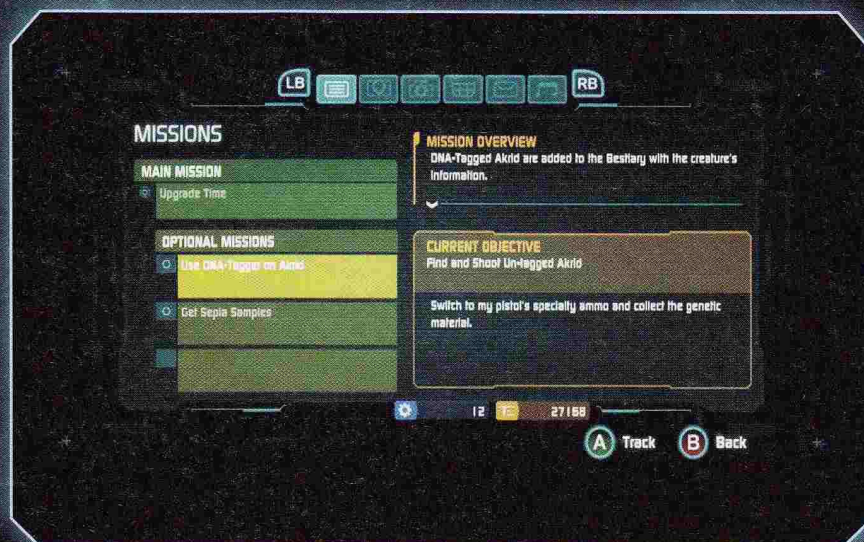 LB
RB
MISSIONS
MAIN MISSION
Upgrade Time
OPTIONAL MISSIONS
Use DNA-Tagger on Akrid
Get Sepia Samples
MISSION OVERVIEW
DNA-Tagged Akrid are added to the Bestiary with the creature's
information.
CURRENT OBJECTIVE
Find and Shoot Un-tagged Akrid
Switch to my pistol's specialty ammo and collect the genetic
material.
12
27168
A Track
B Back